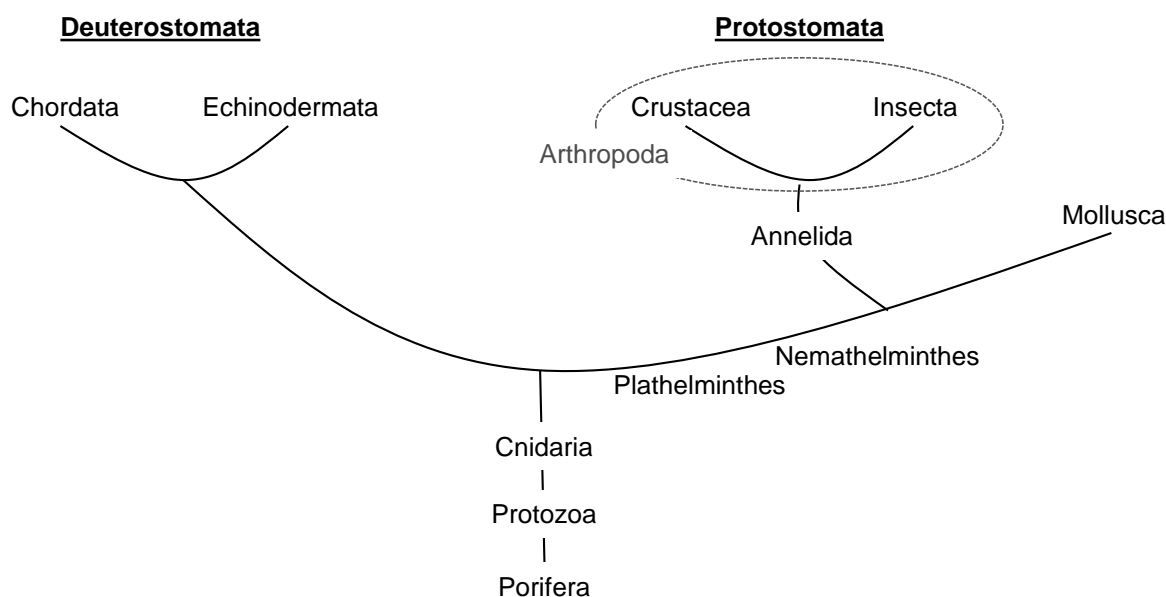 Deuterostomata
Protostomata
Chordata
Echinodermata
Crustacea
Insecta
Arthropoda
Mollusca
Annelida
Nemathelminthes
Plathelminthes
Cnidaria
Protozoa
Porifera